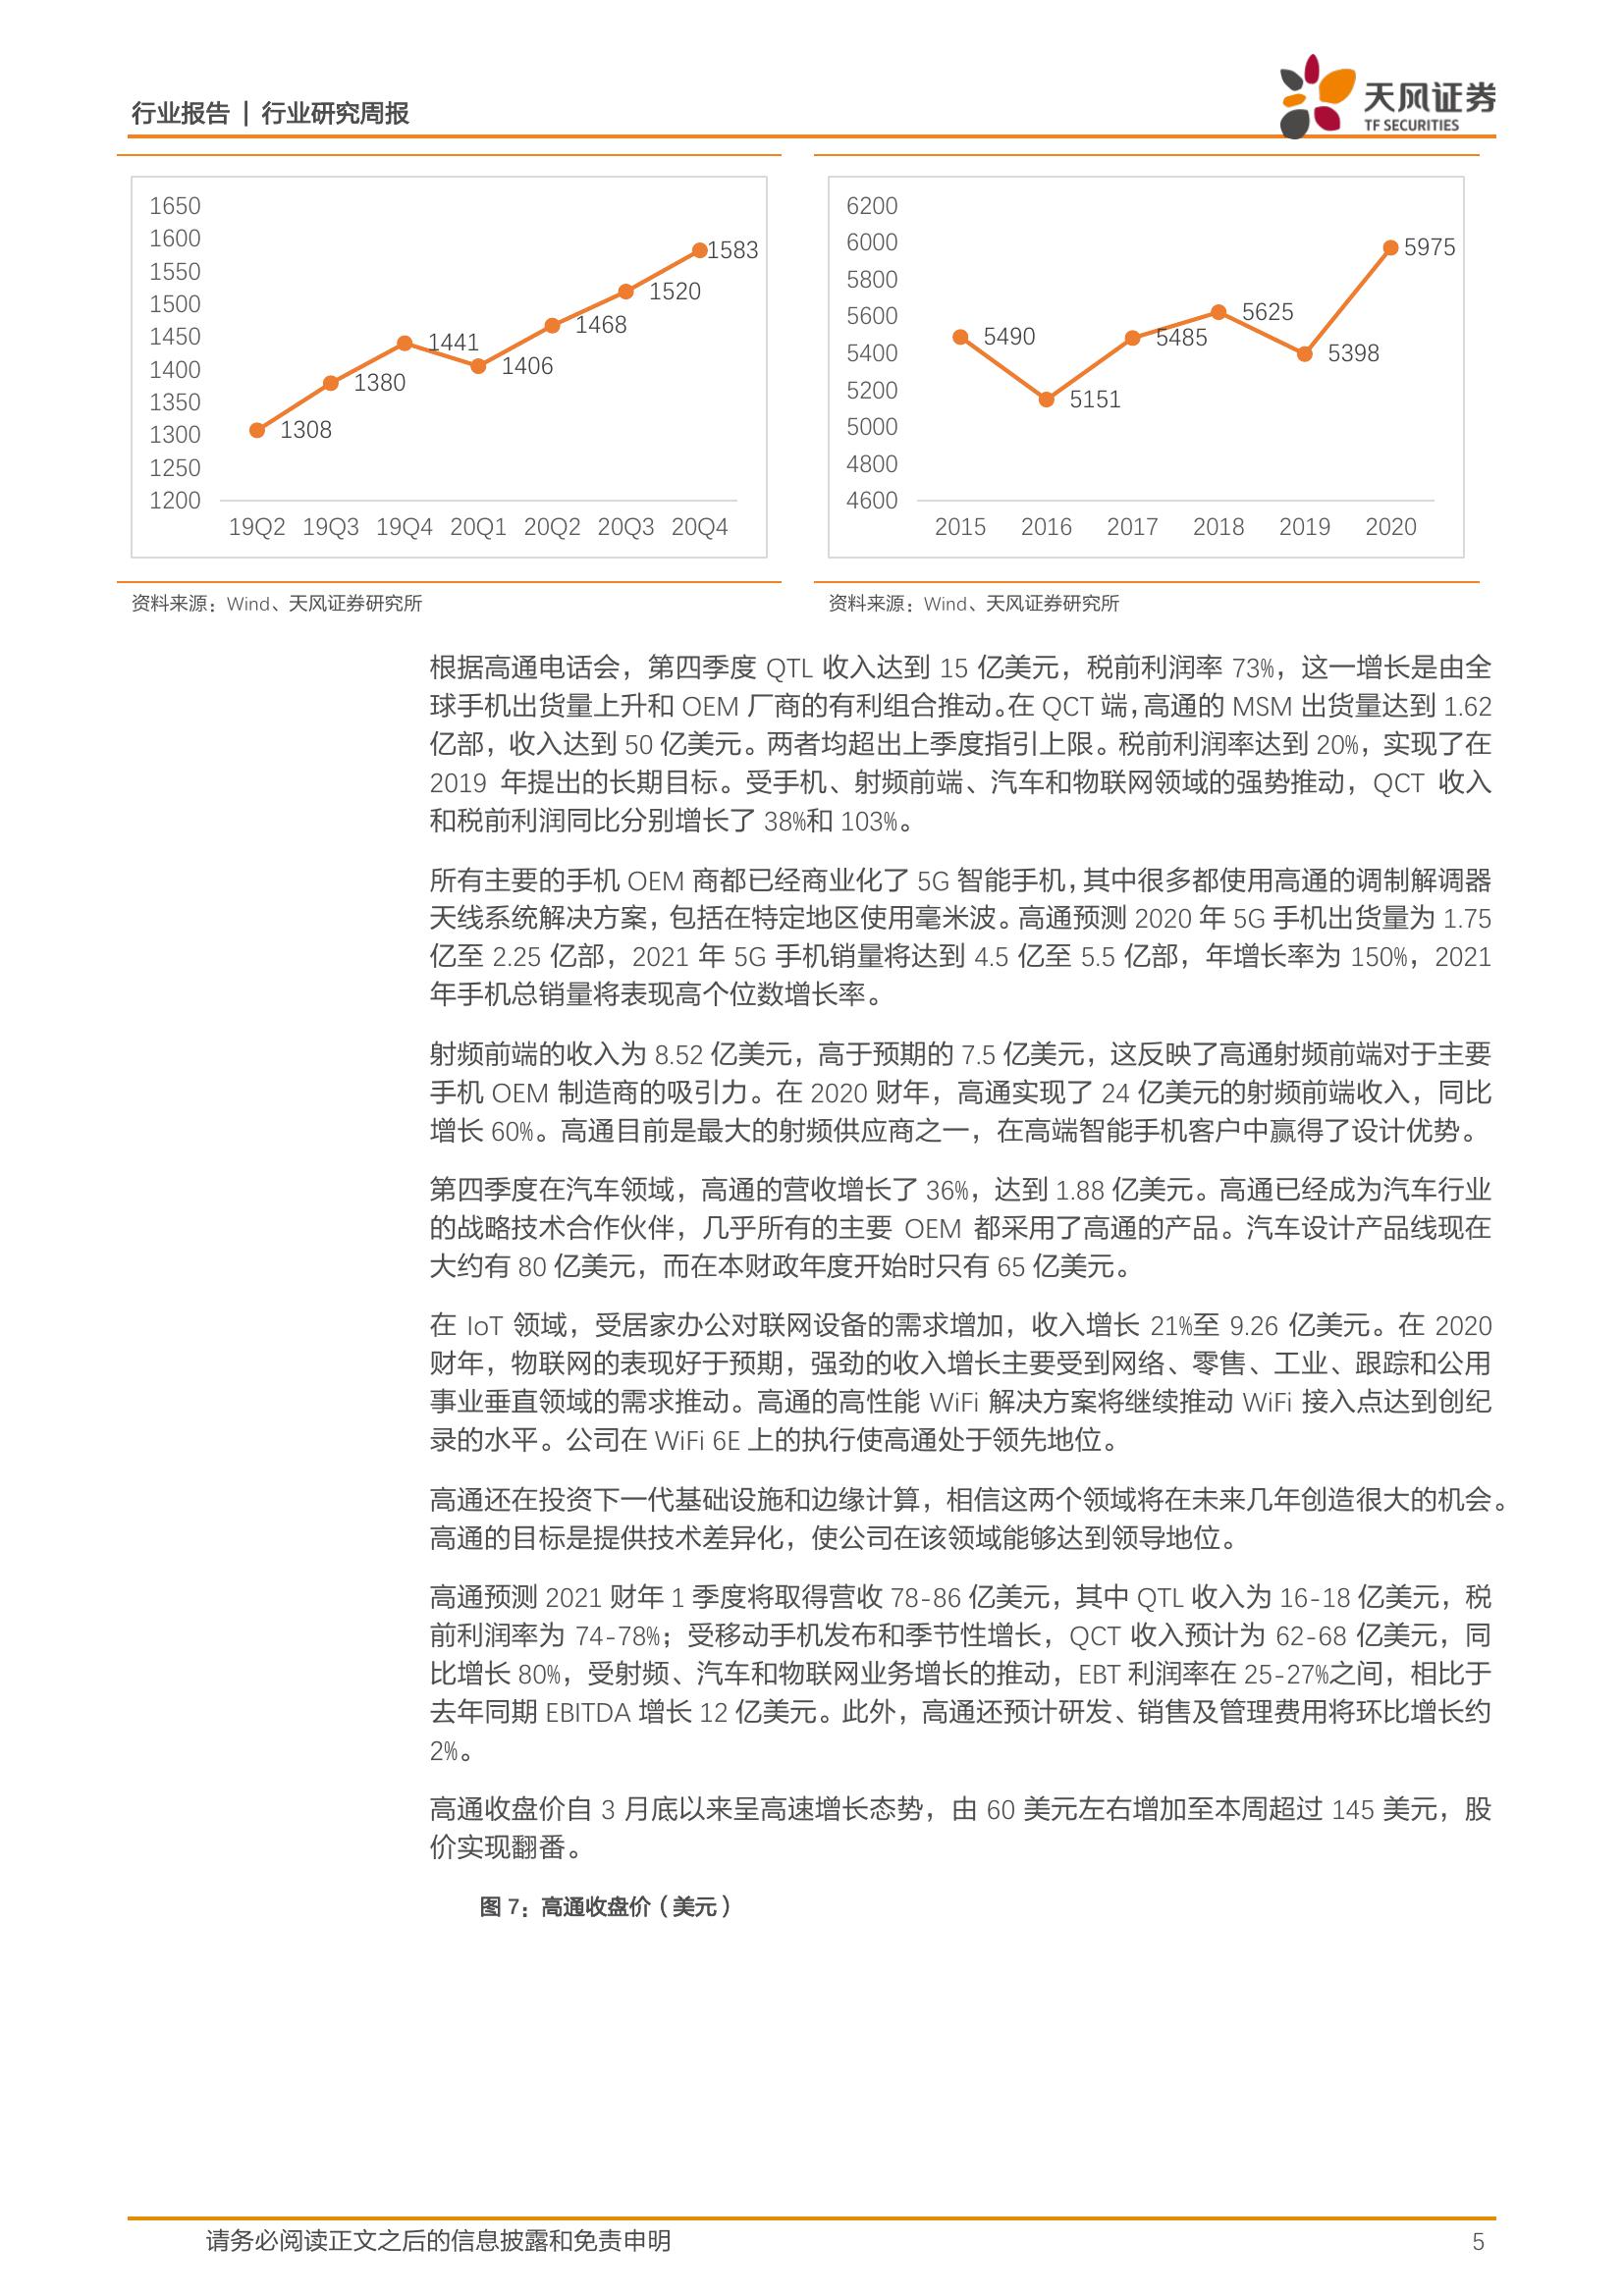 行业报告 | 行业研究周报
天风证券
TF SECURITIES
1650
1600
1550
1500
1450
1400
1350
1300
1250
1200
1308
1380
1441
1406
1468
1520
1583
19Q2 19Q3 19Q4 20Q1 20Q2 20Q3 20Q4
资料来源：Wind、天风证券研究所
6200
6000
5800
5600
5400
5200
5000
4800
4600
5490
5151
5485
5625
5398
5975
2015 2016 2017 2018 2019 2020
资料来源：Wind、天风证券研究所
根据高通电话会，第四季度 QTL 收入达到 15 亿美元，税前利润率 73%，这一增长是由全
球手机出货量上升和 OEM 厂商的有利组合推动。在 QCT 端，高通的 MSM 出货量达到 1.62
亿部，收入达到 50 亿美元。两者均超出上季度指引上限。税前利润率达到 20%，实现了在
2019 年提出的长期目标。受手机、射频前端、汽车和物联网领域的强势推动，QCT 收入
和税前利润同比分别增长了 38%和 103%。
所有主要的手机 OEM 商都已经商业化了 5G 智能手机，其中很多都使用高通的调制解调器
天线系统解决方案，包括在特定地区使用毫米波。高通预测 2020 年 5G 手机出货量为 1.75
亿至 2.25 亿部，2021 年 5G 手机销量将达到 4.5 亿至 5.5 亿部，年增长率为 150%，2021
年手机总销量将表现高个位数增长率。
射频前端的收入为 8.52 亿美元，高于预期的 7.5 亿美元，这反映了高通射频前端对于主要
手机 OEM 制造商的吸引力。在 2020 财年，高通实现了 24 亿美元的射频前端收入，同比
增长 60%。高通目前是最大的射频供应商之一，在高端智能手机客户中赢得了设计优势。
第四季度在汽车领域，高通的营收增长了 36%，达到 1.88 亿美元。高通已经成为汽车行业
的战略技术合作伙伴，几乎所有的主要 OEM 都采用了高通的产品。汽车设计产品线现在
大约有 80 亿美元，而在本财政年度开始时只有 65 亿美元。
在 IoT 领域，受居家办公对联网设备的需求增加，收入增长 21%至 9.26 亿美元。在 2020
财年，物联网的表现好于预期，强劲的收入增长主要受到网络、零售、工业、跟踪和公用
事业垂直领域的需求推动。高通的高性能 WiFi 解决方案将继续推动 WiFi 接入点达到创纪
录的水平。公司在 WiFi 6E 上的执行使高通处于领先地位。
高通还在投资下一代基础设施和边缘计算，相信这两个领域将在未来几年创造很大的机会。
高通的目标是提供技术差异化，使公司在该领域能够达到领导地位。
高通预测 2021 财年 1 季度将取得营收 78-86 亿美元，其中 QTL 收入为 16-18 亿美元，税
前利润率为 74-78%；受移动手机发布和季节性增长，QCT 收入预计为 62-68 亿美元，同
比增长 80%，受射频、汽车和物联网业务增长的推动，EBT 利润率在 25-27%之间，相比于
去年同期 EBITDA 增长 12 亿美元。此外，高通还预计研发、销售及管理费用将环比增长约
2%。
高通收盘价自 3 月底以来呈高速增长态势，由 60 美元左右增加至本周超过 145 美元，股
价实现翻番。
图 7：高通收盘价（美元）
请务必阅读正文之后的信息披露和免责申明 5